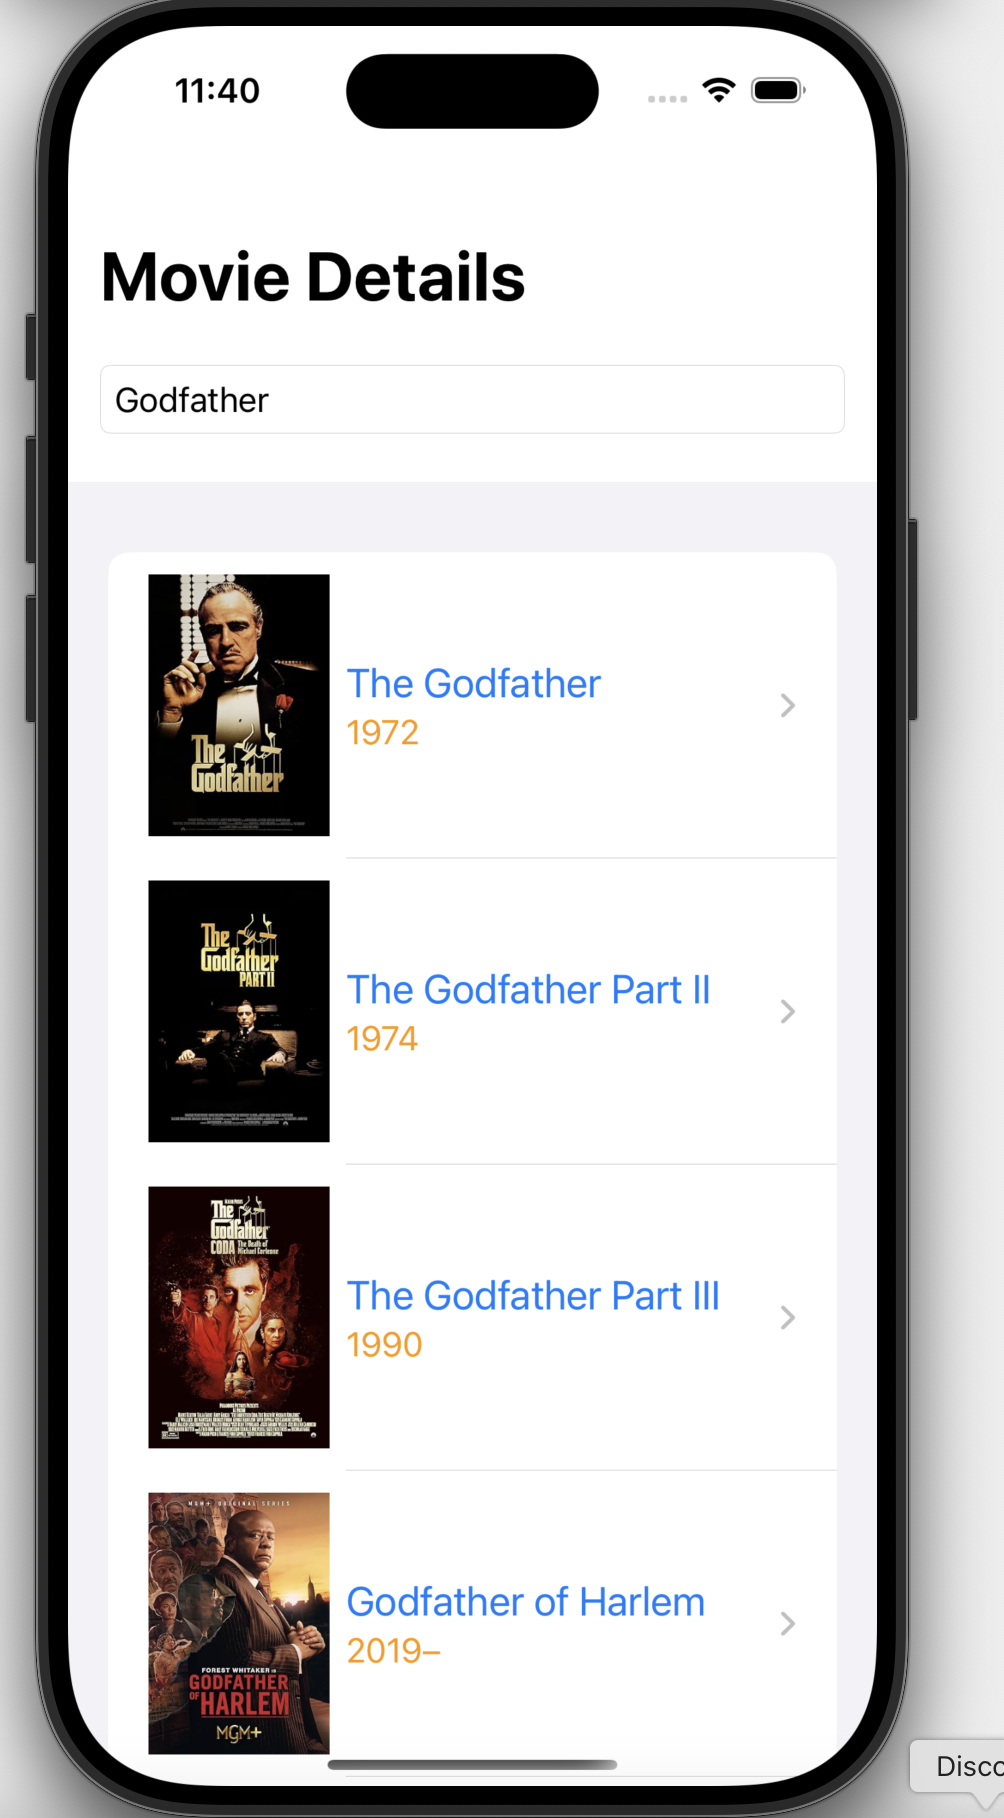 11:40
Movie Details
Godfather
The
Godfather
The Godfather
1972
The
Godfather
PART II
The Godfather Part II
1974
The
Godfather
CODA The Death of
Michael Corleone
The Godfather Part III
1990
MGM+ ORIGINAL SERIES
FOREST WHITAKER IS
GODFATHER
OF HARLEM
MGM+
Godfather of Harlem
2019–